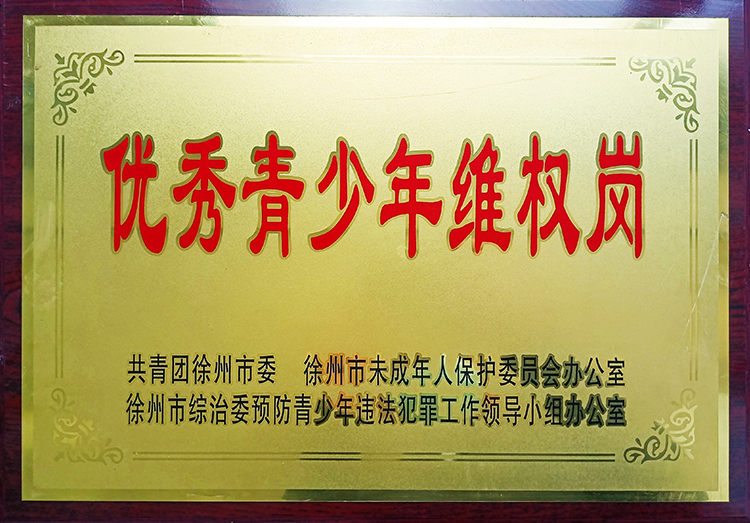 优秀青少年维权岗
共青团徐州市委 徐州市未成年人保护委员会办公室
徐州市综治委预防青少年违法犯罪工作领导小组办公室